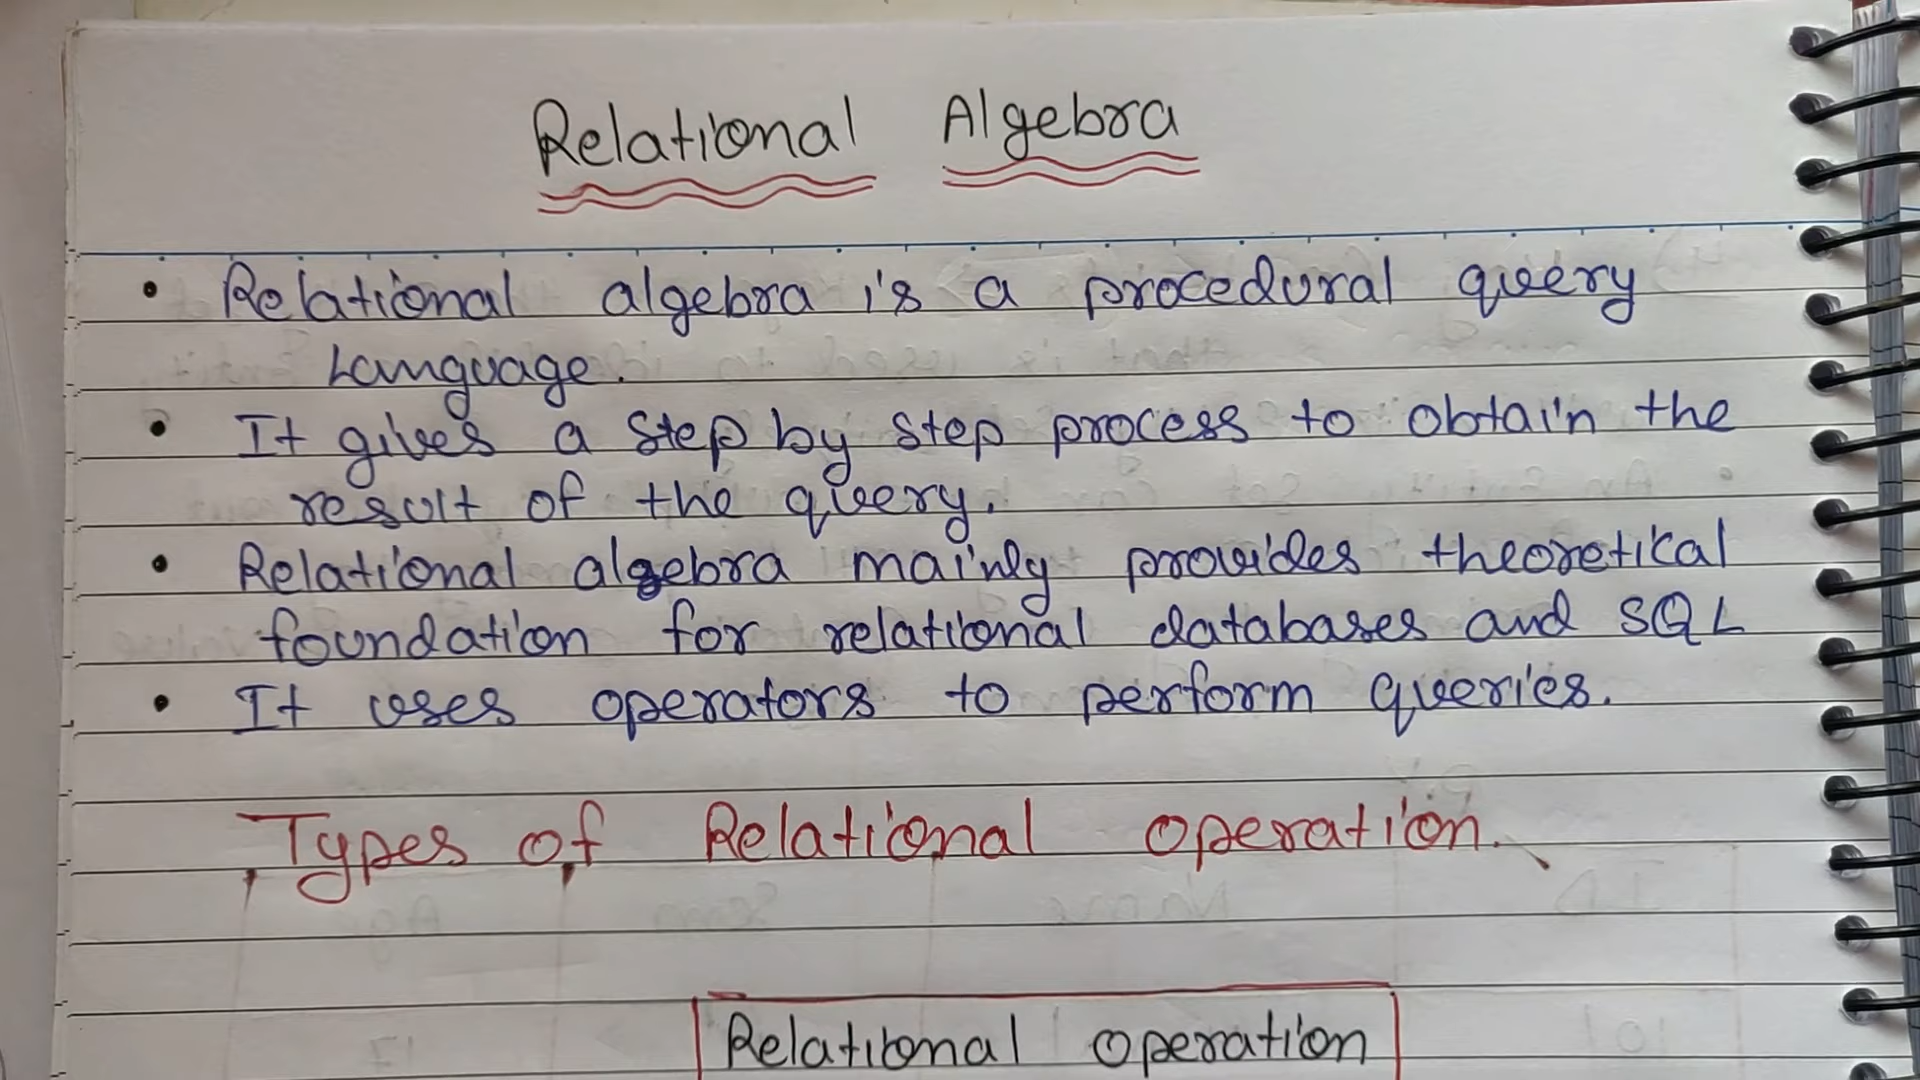 Relational Algebra
• Relational algebra is a procedural query
Language.
• It gives a step by step process to obtain the
result of the query.
• Relational algebra mainly provides theoretical
foundation for relational databases and SQL
• It uses operators to perform queries.
Types of Relational operation.
Relational operation